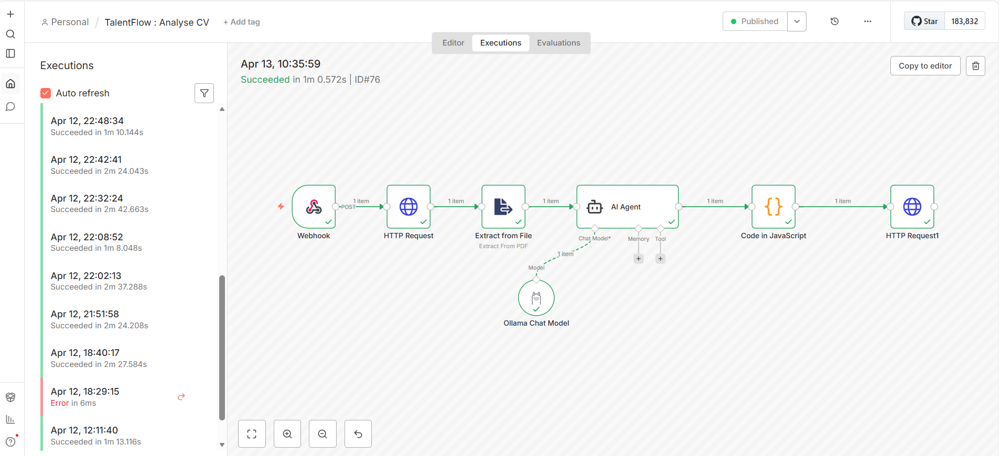 Personal / TalentFlow : Analyse CV + Add tag
Published
Star 183,832
Editor Executions Evaluations
Executions
Auto refresh
Apr 12, 22:48:34
Succeeded in 1m 10.144s
Apr 12, 22:42:41
Succeeded in 2m 24.043s
Apr 12, 22:32:24
Succeeded in 2m 42.663s
Apr 12, 22:08:52
Succeeded in 1m 8.048s
Apr 12, 22:02:13
Succeeded in 2m 37.288s
Apr 12, 21:51:58
Succeeded in 2m 24.208s
Apr 12, 18:40:17
Succeeded in 2m 27.584s
Apr 12, 18:29:15
Error in 6ms
Apr 12, 12:11:40
Succeeded in 1m 13.116s
Apr 13, 10:35:59
Succeeded in 1m 0.572s | ID#76
Copy to editor
POST
1 item
1 item
1 item
AI Agent
1 item
1 item
Webhook
HTTP Request
Extract from File
Extract From PDF
Chat Model*
Memory
Tool
Code in JavaScript
HTTP Request1
1 item
Model
Ollama Chat Model